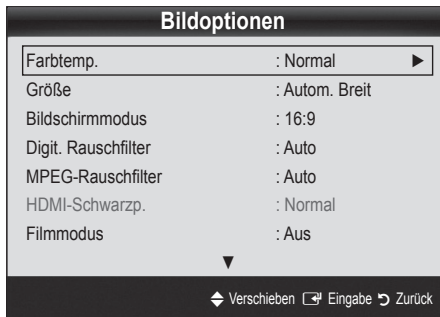 Bildoptionen
Farbtemp. : Normal ►
Größe : Autom. Breit
Bildschirmmodus : 16:9
Digit. Rauschfilter : Auto
MPEG-Rauschfilter : Auto
HDMI-Schwarzp. : Normal
Filmmodus : Aus
▼
Verschieben Eingabe Zurück